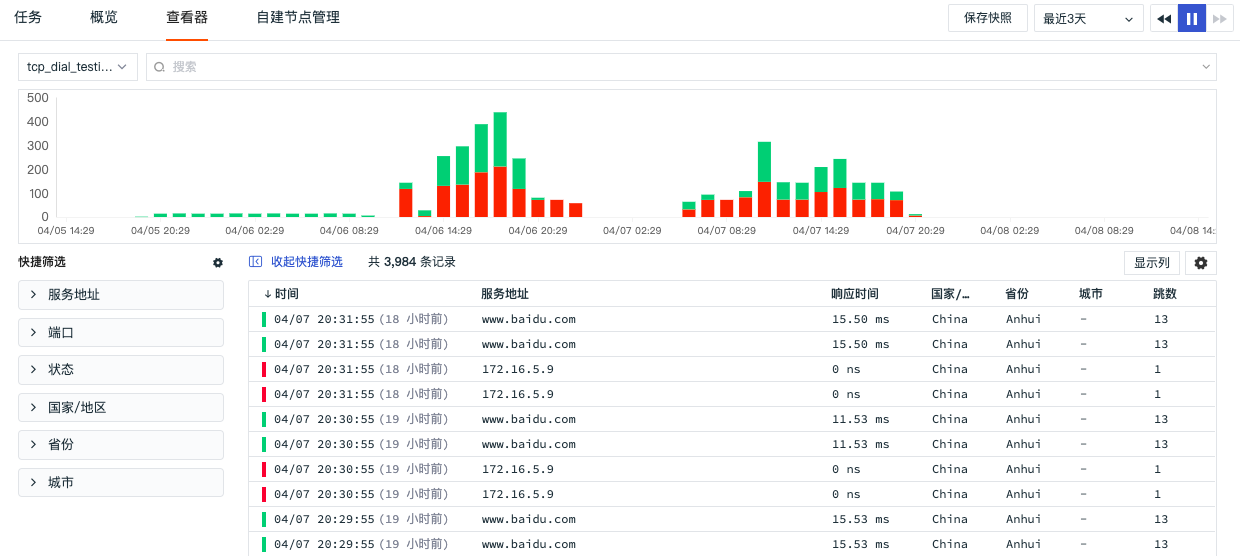 任务 概览 查看器 自建节点管理 保存快照 最近3天
tcp_dial_testi... 搜索
500
400
300
200
100
0
04/05 14:29 04/05 20:29 04/06 02:29 04/06 08:29 04/06 14:29 04/06 20:29 04/07 02:29 04/07 08:29 04/07 14:29 04/07 20:29 04/08 02:29 04/08 08:29 04/08 14:
快捷筛选 收起快捷筛选 共 3,984 条记录 显示列
服务地址
端口
状态
国家/地区
省份
城市
时间 服务地址 响应时间 国家/... 省份 城市 跳数
04/07 20:31:55 (18 小时前) www.baidu.com 15.50 ms China Anhui - 13
04/07 20:31:55 (18 小时前) www.baidu.com 15.50 ms China Anhui - 13
04/07 20:31:55 (18 小时前) 172.16.5.9 0 ns China Anhui - 1
04/07 20:31:55 (18 小时前) 172.16.5.9 0 ns China Anhui - 1
04/07 20:30:55 (19 小时前) www.baidu.com 11.53 ms China Anhui - 13
04/07 20:30:55 (19 小时前) www.baidu.com 11.53 ms China Anhui - 13
04/07 20:30:55 (19 小时前) 172.16.5.9 0 ns China Anhui - 1
04/07 20:30:55 (19 小时前) 172.16.5.9 0 ns China Anhui - 1
04/07 20:29:55 (19 小时前) www.baidu.com 15.53 ms China Anhui - 13
04/07 20:29:55 (19 小时前) www.baidu.com 15.53 ms China Anhui - 13